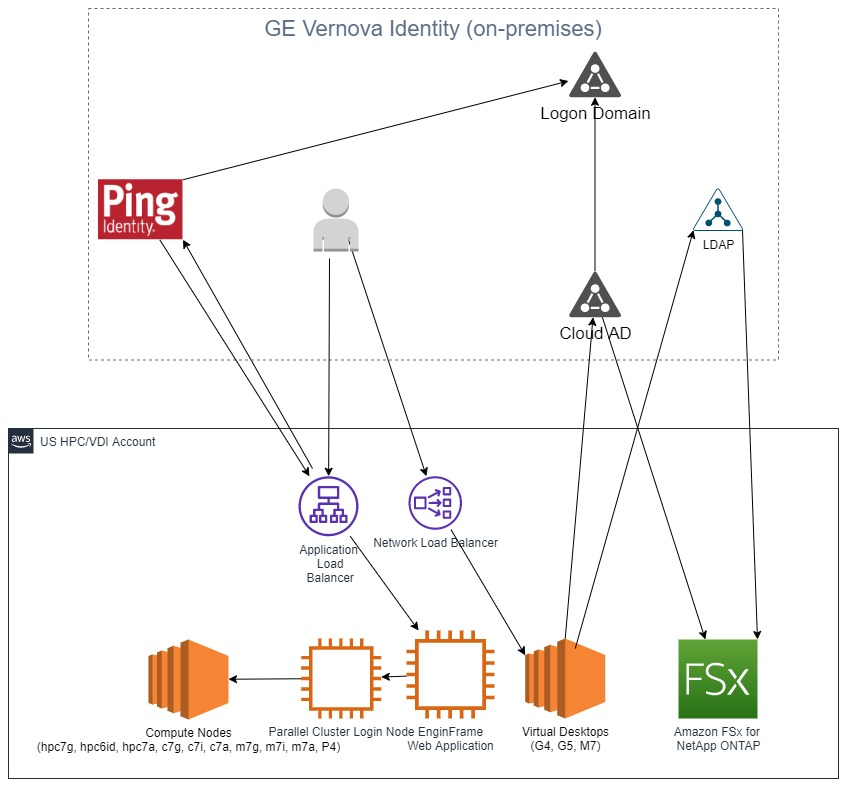 GE Vernova Identity (on-premises)
Logon Domain
Ping
Identity.
LDAP
Cloud AD
aws
US HPC/VDI Account
Application
Load
Balancer
Network Load Balancer
FSx
Compute Nodes
(hpc7g, hpc6id, hpc7a, c7g, c7i, c7a, m7g, m7i, m7a, P4)
Parallel Cluster Login Node
EnginFrame
Web Application
Virtual Desktops
(G4, G5, M7)
Amazon FSx for
NetApp ONTAP